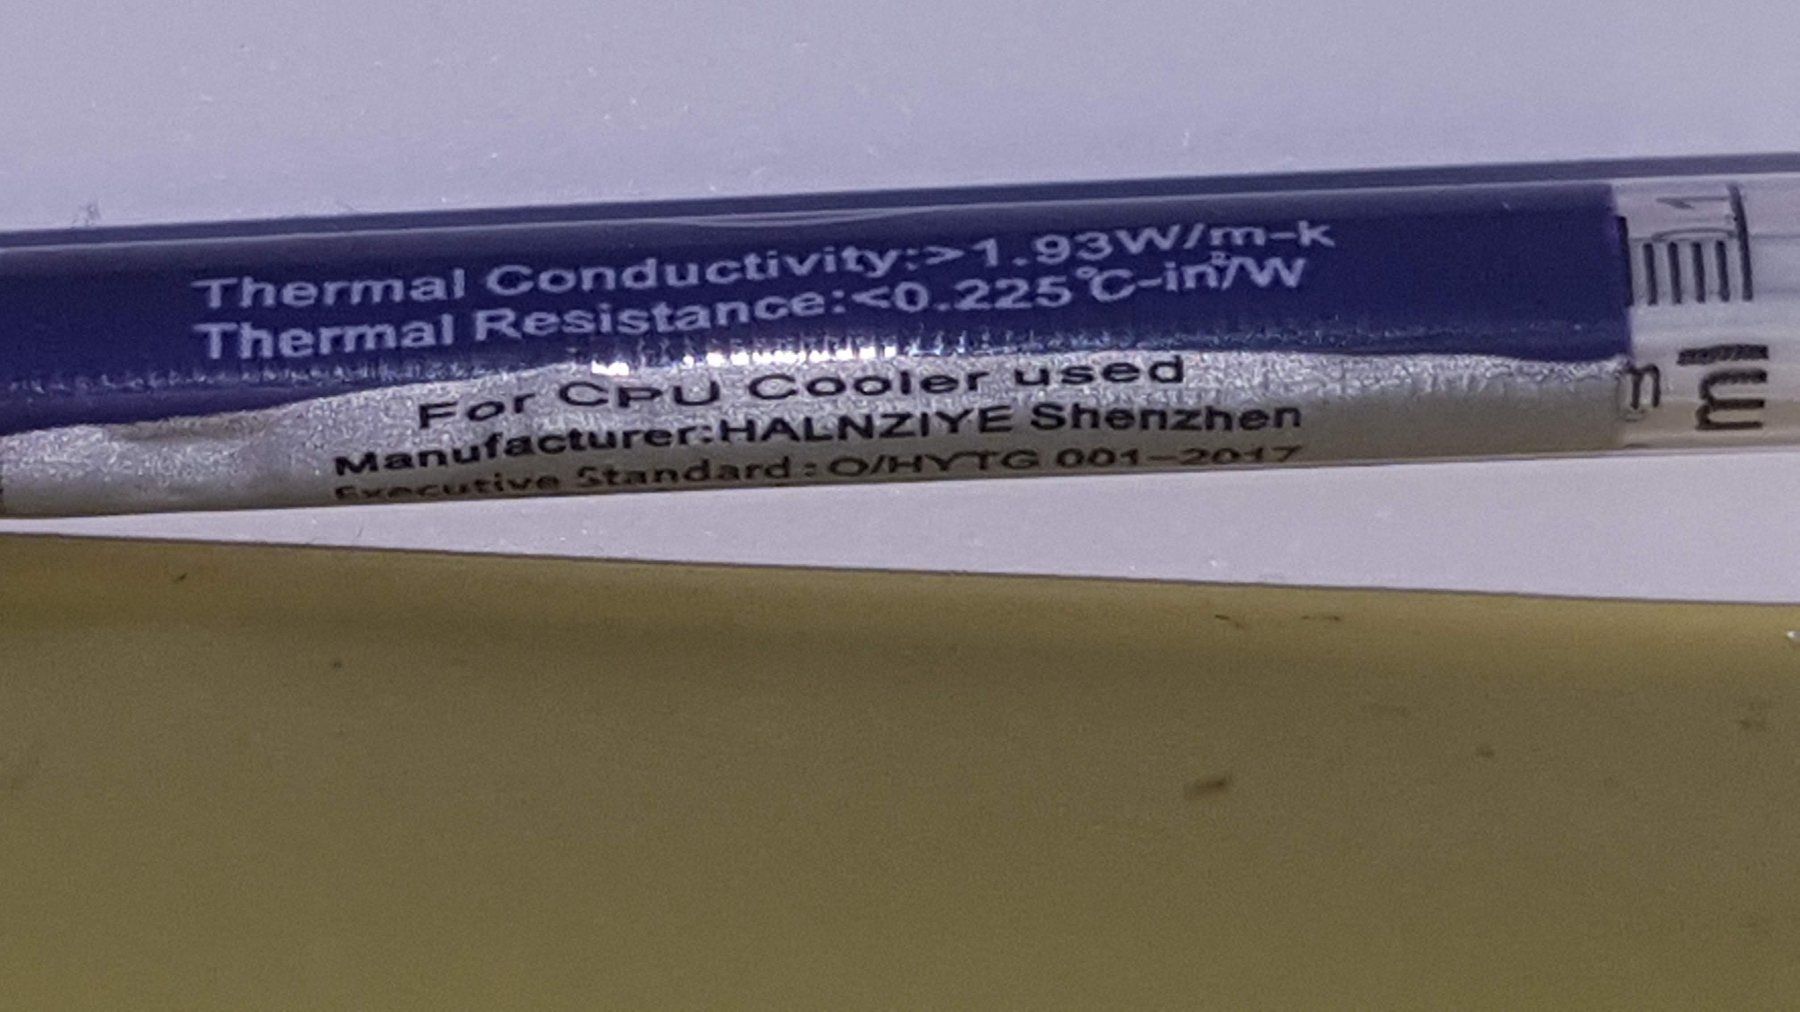 Thermal Conductivity:>1.93W/m-k
Thermal Resistance:<0.225℃-in²/W
For CPU Cooler used
Manufacturer:HALNZIYE Shenzhen
Executive Standard:Q/HYTG 001-2017
ml